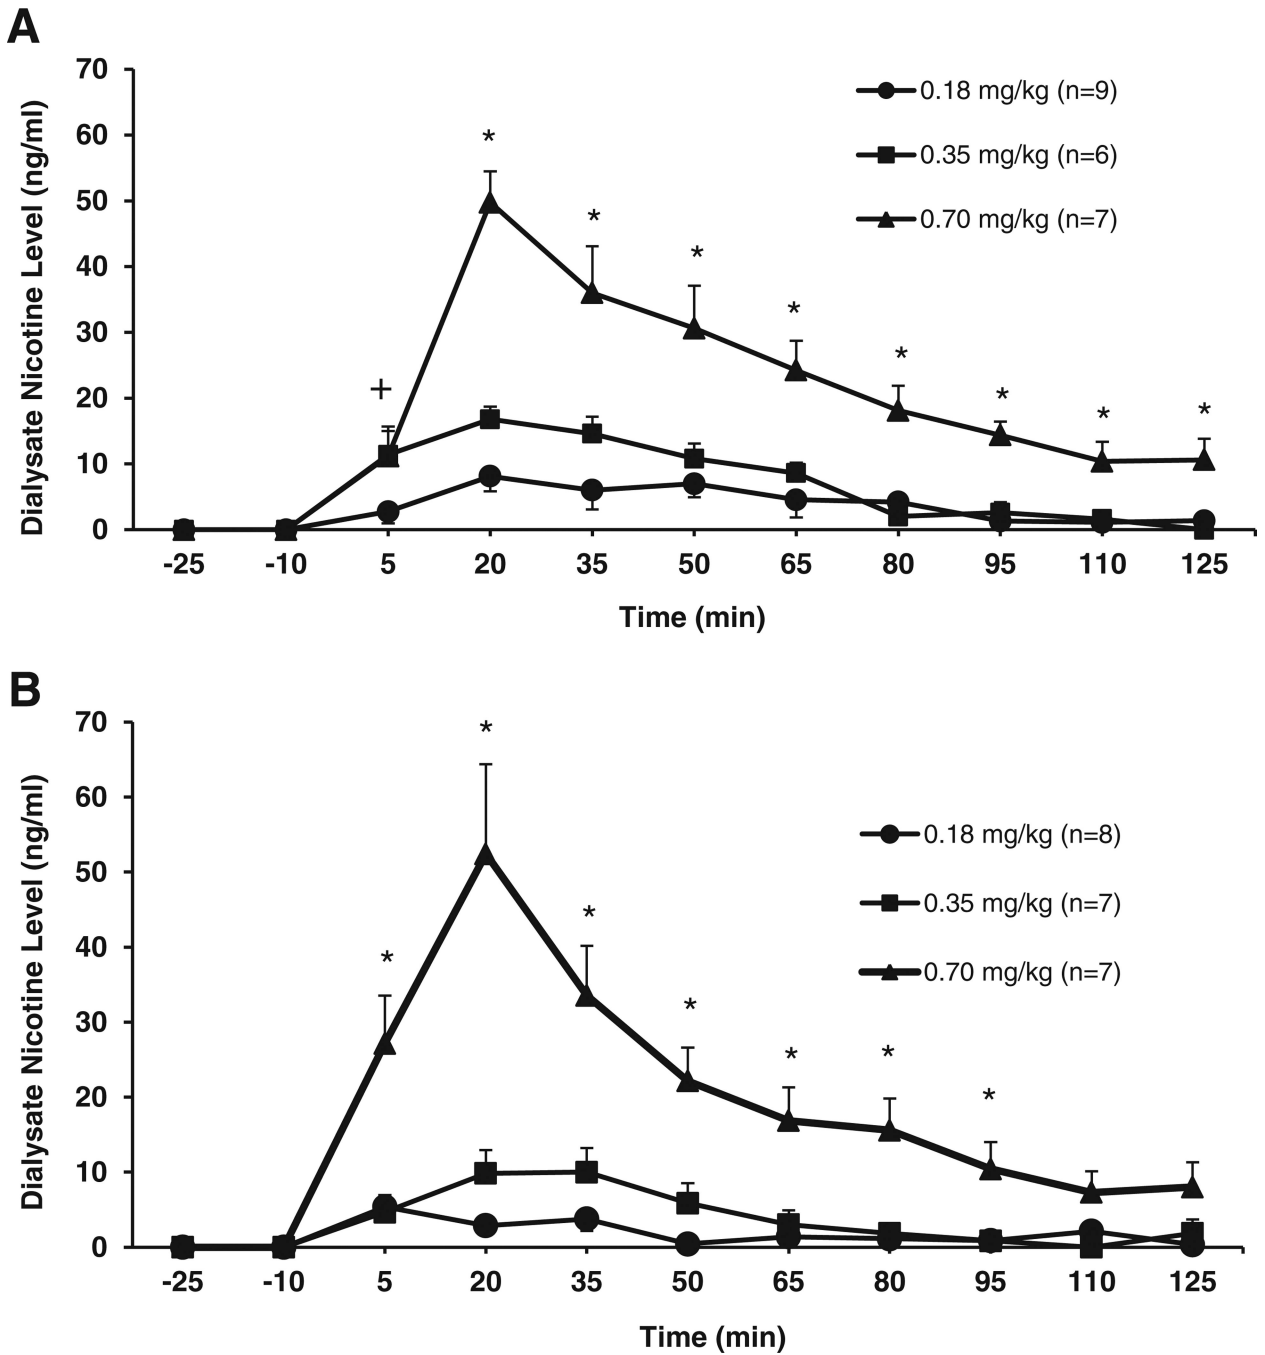 A
Dialysate Nicotine Level (ng/ml)
70
60
50
40
30
20
10
0
*
*
*
*
*
*
*
*
+
0.18 mg/kg (n=9)
0.35 mg/kg (n=6)
0.70 mg/kg (n=7)
-25 -10 5 20 35 50 65 80 95 110 125
Time (min)
B
Dialysate Nicotine Level (ng/ml)
70
60
50
40
30
20
10
0
*
*
*
*
*
*
*
0.18 mg/kg (n=8)
0.35 mg/kg (n=7)
0.70 mg/kg (n=7)
-25 -10 5 20 35 50 65 80 95 110 125
Time (min)